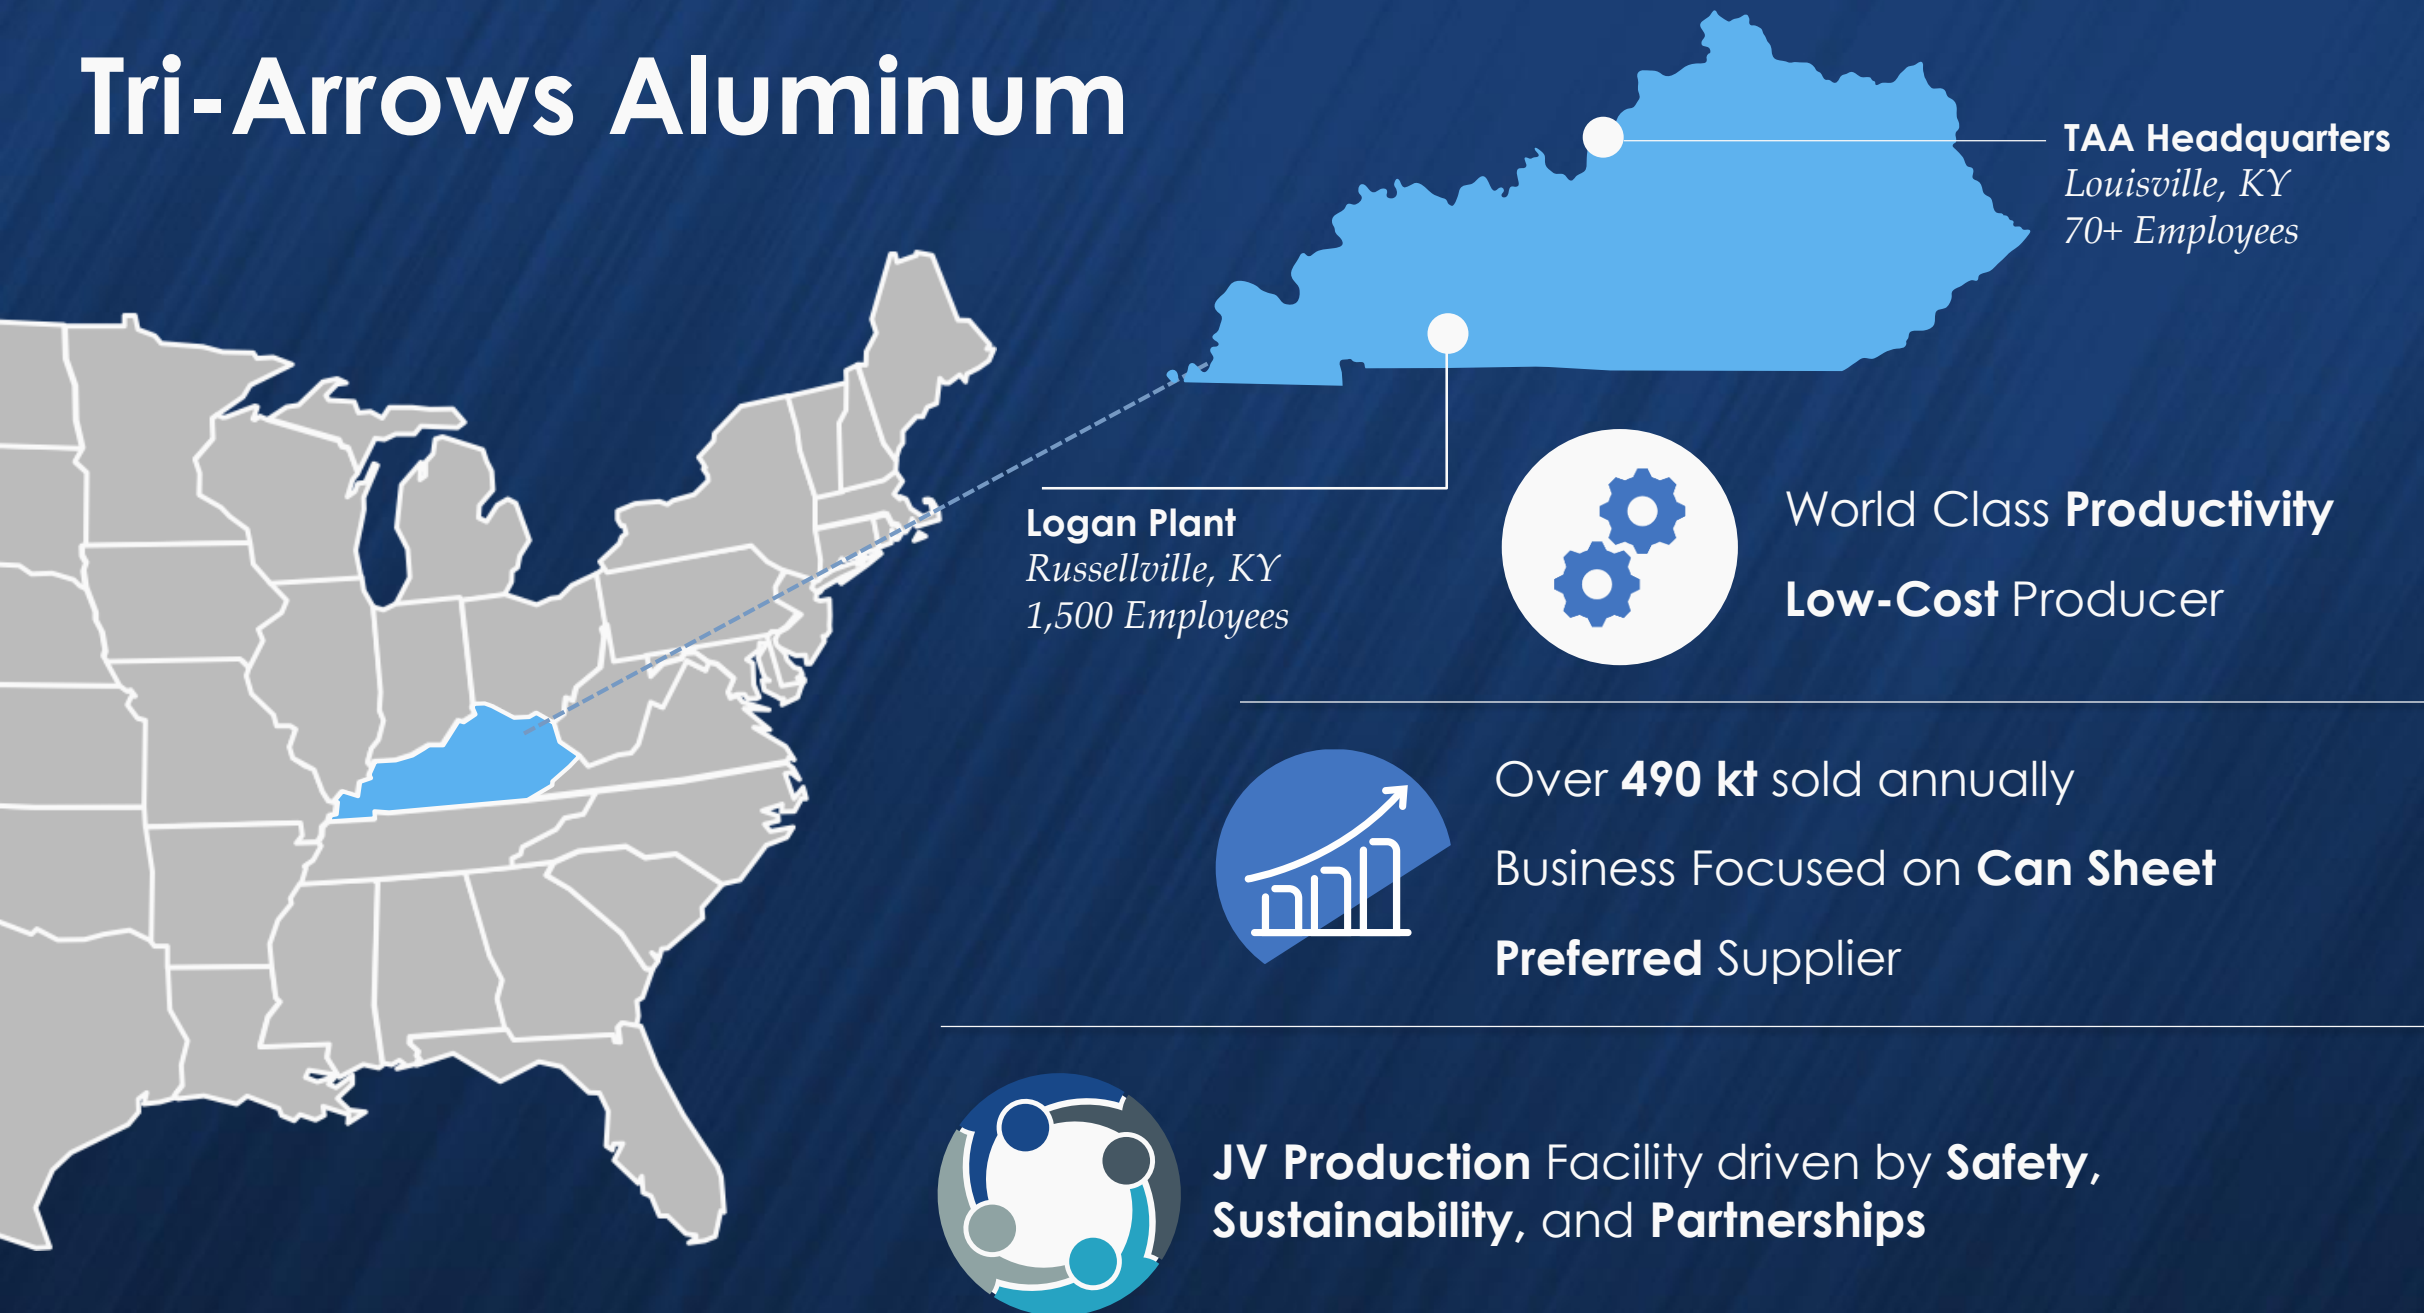 Tri-Arrows Aluminum
TAA Headquarters
Louisville, KY
70+ Employees
Logan Plant
Russellville, KY
1,500 Employees
World Class Productivity
Low-Cost Producer
Over 490 kt sold annually
Business Focused on Can Sheet
Preferred Supplier
JV Production Facility driven by Safety,
Sustainability, and Partnerships